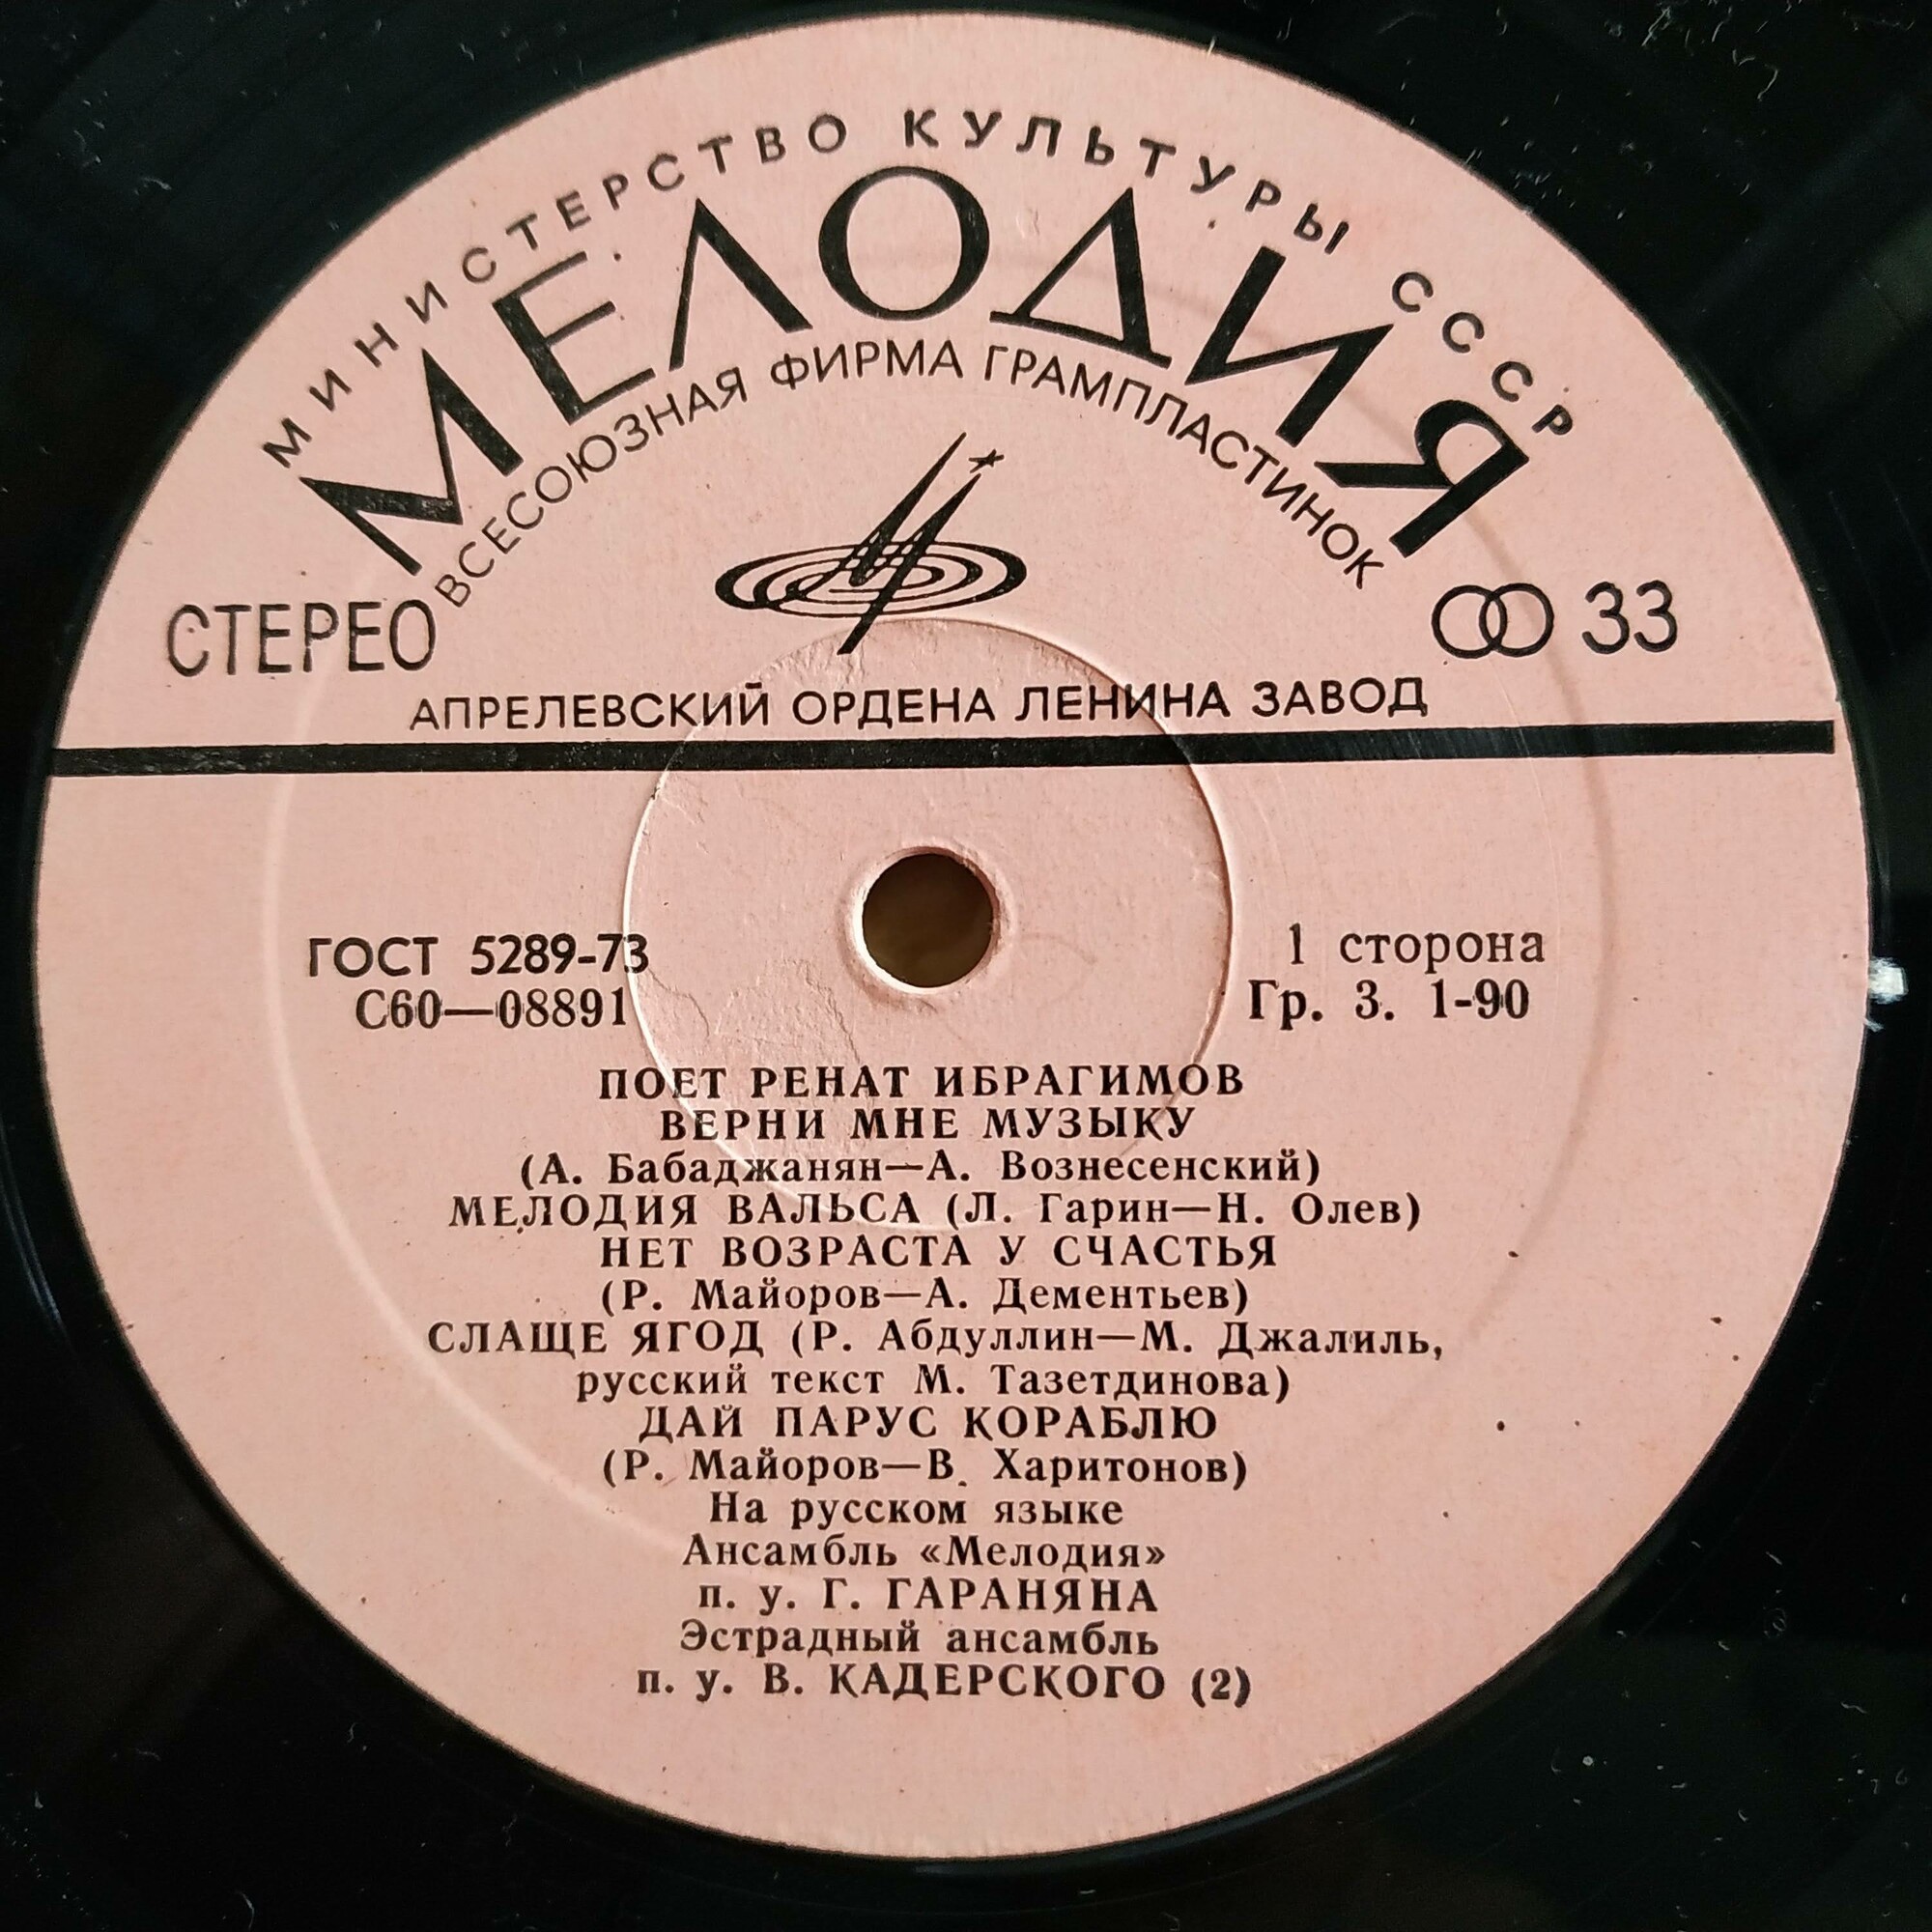 МИНИСТЕРСТВО КУЛЬТУРЫ СССР
МЕЛОДИЯ
ВСЕСОЮЗНАЯ ФИРМА ГРАМПЛАСТИНОК
СТЕРЕО
33
АПРЕЛЕВСКИЙ ОРДЕНА ЛЕНИНА ЗАВОД
ГОСТ 5289-73
С60—08891
1 сторона
Гр. 3. 1-90
ПОЕТ РЕНАТ ИБРАГИМОВ
ВЕРНИ МНЕ МУЗЫКУ
(А. Бабаджанян—А. Вознесенский)
МЕЛОДИЯ ВАЛЬСА (Л. Гарин—Н. Олев)
НЕТ ВОЗРАСТА У СЧАСТЬЯ
(Р. Майоров—А. Дементьев)
СЛАЩЕ ЯГОД (Р. Абдуллин—М. Джалиль,
русский текст М. Тазетдинова)
ДАЙ ПАРУС КОРАБЛЮ
(Р. Майоров—В. Харитонов)
На русском языке
Ансамбль «Мелодия»
п. у. Г. ГАРАНЯНА
Эстрадный ансамбль
п. у. В. КАДЕРСКОГО (2)